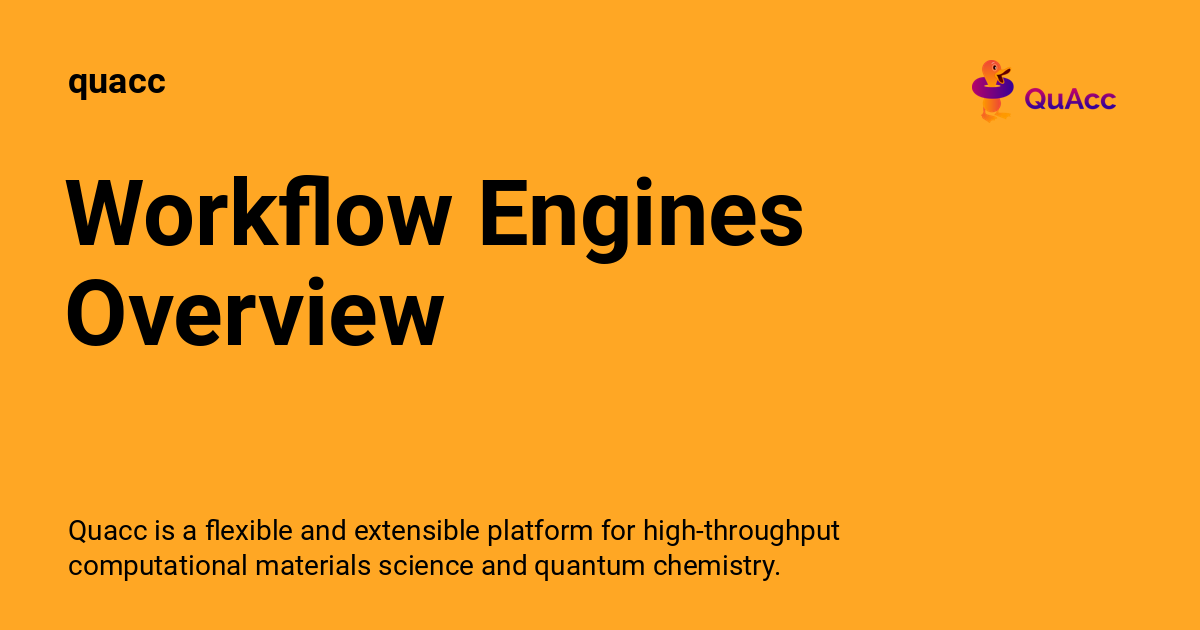 quacc
QuAcc
Workflow Engines
Overview
Quacc is a flexible and extensible platform for high-throughput
computational materials science and quantum chemistry.